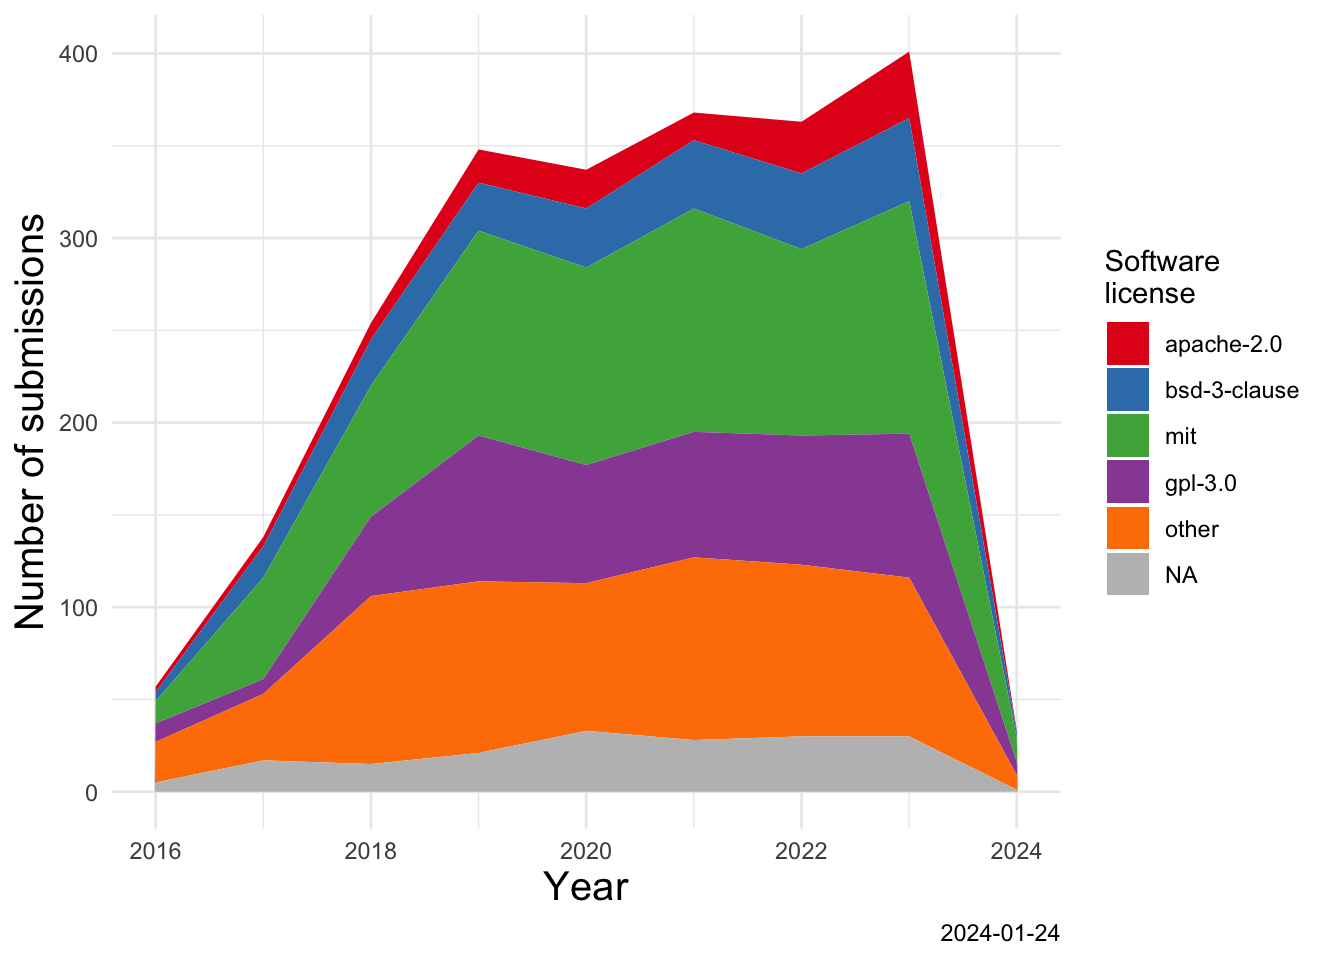 400
300
200
100
0
Number of submissions
2016 2018 2020 2022 2024
Year
Software
license
apache-2.0
bsd-3-clause
mit
gpl-3.0
other
NA
2024-01-24